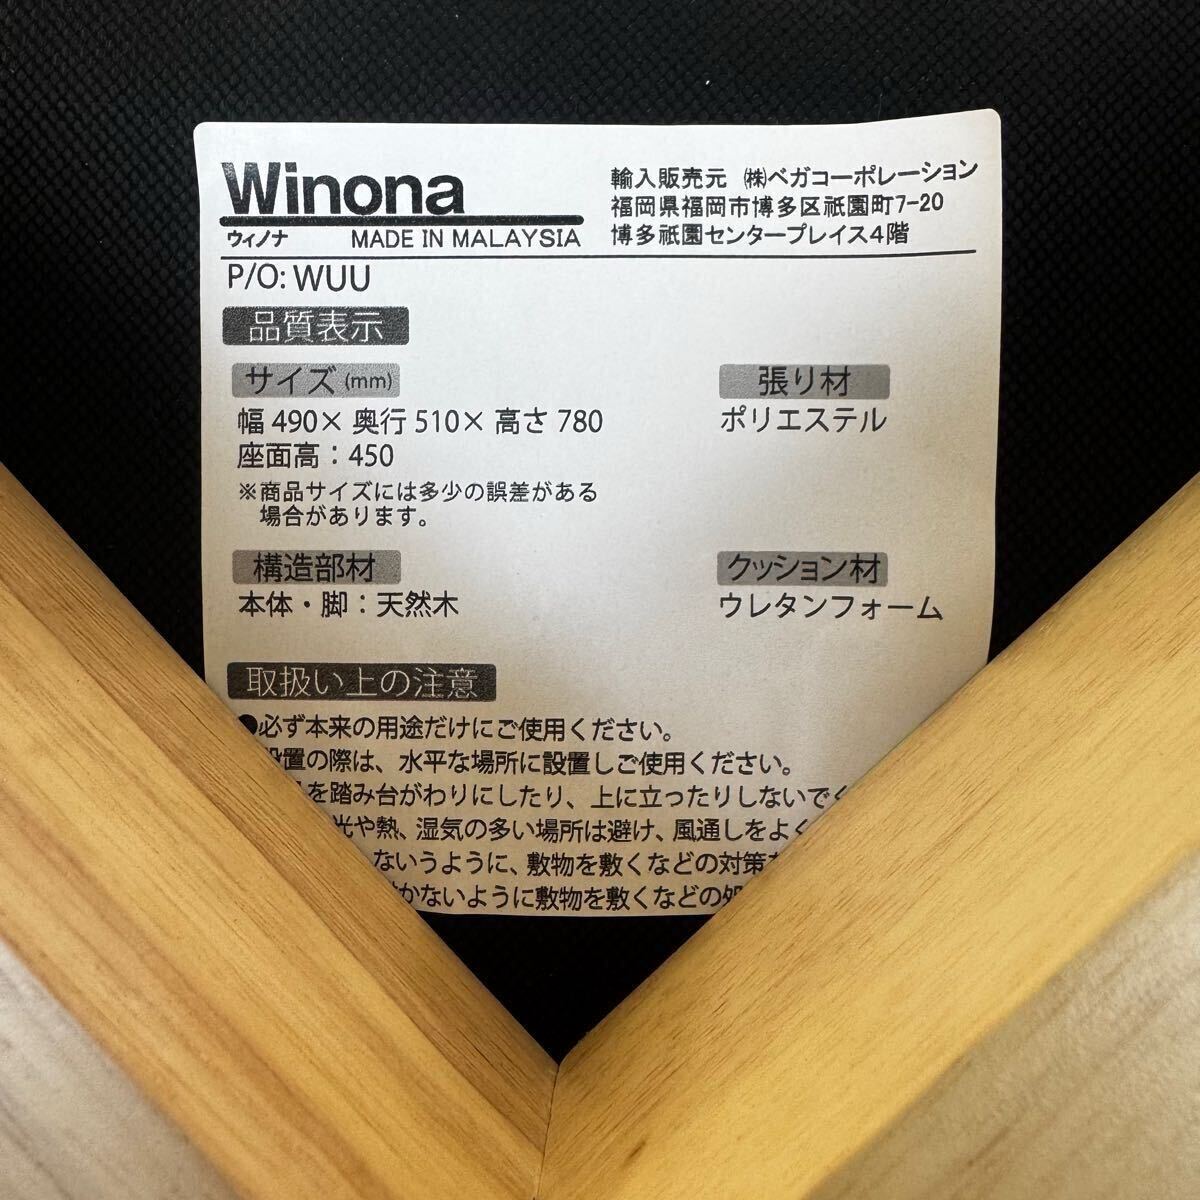 Winona
ウィノナ MADE IN MALAYSIA
輸入販売元 ㈱ベガコーポレーション
福岡県福岡市博多区祇園町7-20
博多祇園センタープレイス4階
P/O: WUU
品質表示
サイズ (mm)
幅 490× 奥行 510× 高さ 780
座面高：450
※商品サイズには多少の誤差がある
場合があります。
張り材
ポリエステル
構造部材
本体・脚：天然木
クッション材
ウレタンフォーム
取扱い上の注意
●必ず本来の用途だけにご使用ください。
設置の際は、水平な場所に設置しご使用ください。
を踏み台がわりにしたり、上に立ったりしないでく
光や熱、湿気の多い場所は避け、風通しをよく
ないうように、敷物を敷くなどの対策
かないように敷物を敷くなどの処